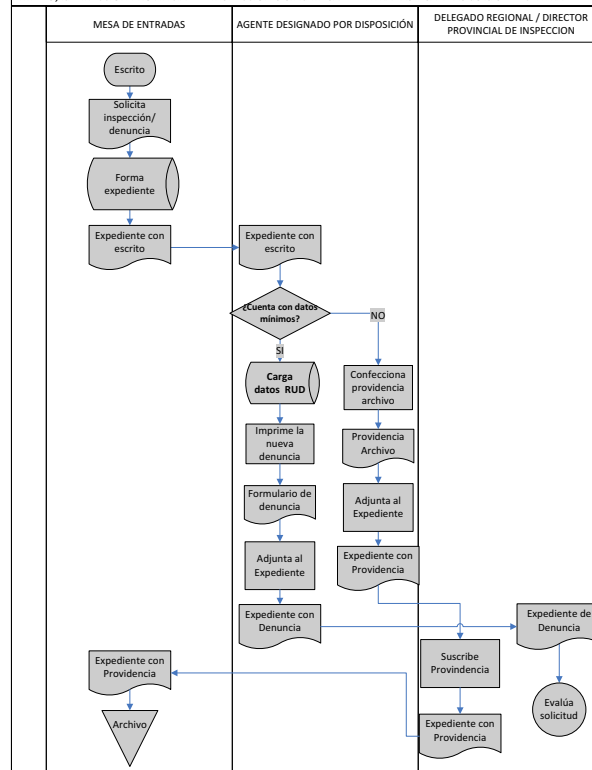 MESA DE ENTRADAS
AGENTE DESIGNADO POR DISPOSICIÓN
DELEGADO REGIONAL / DIRECTOR
PROVINCIAL DE INSPECCION
Escrito
Solicita
inspección/
denuncia
Forma
expediente
Expediente con
escrito
Expediente con
escrito
¿Cuenta con datos
mínimos?
NO
SI
Carga
datos RUD
Confecciona
providencia
archivo
Imprime la
nueva
denuncia
Providencia
Archivo
Formulario de
denuncia
Adjunta al
Expediente
Adjunta al
Expediente
Expediente con
Providencia
Expediente con
Denuncia
Expediente de
Denuncia
Suscribe
Provindencia
Expediente con
Providencia
Evalúa
solicitud
Archivo
Expediente con
Providencia